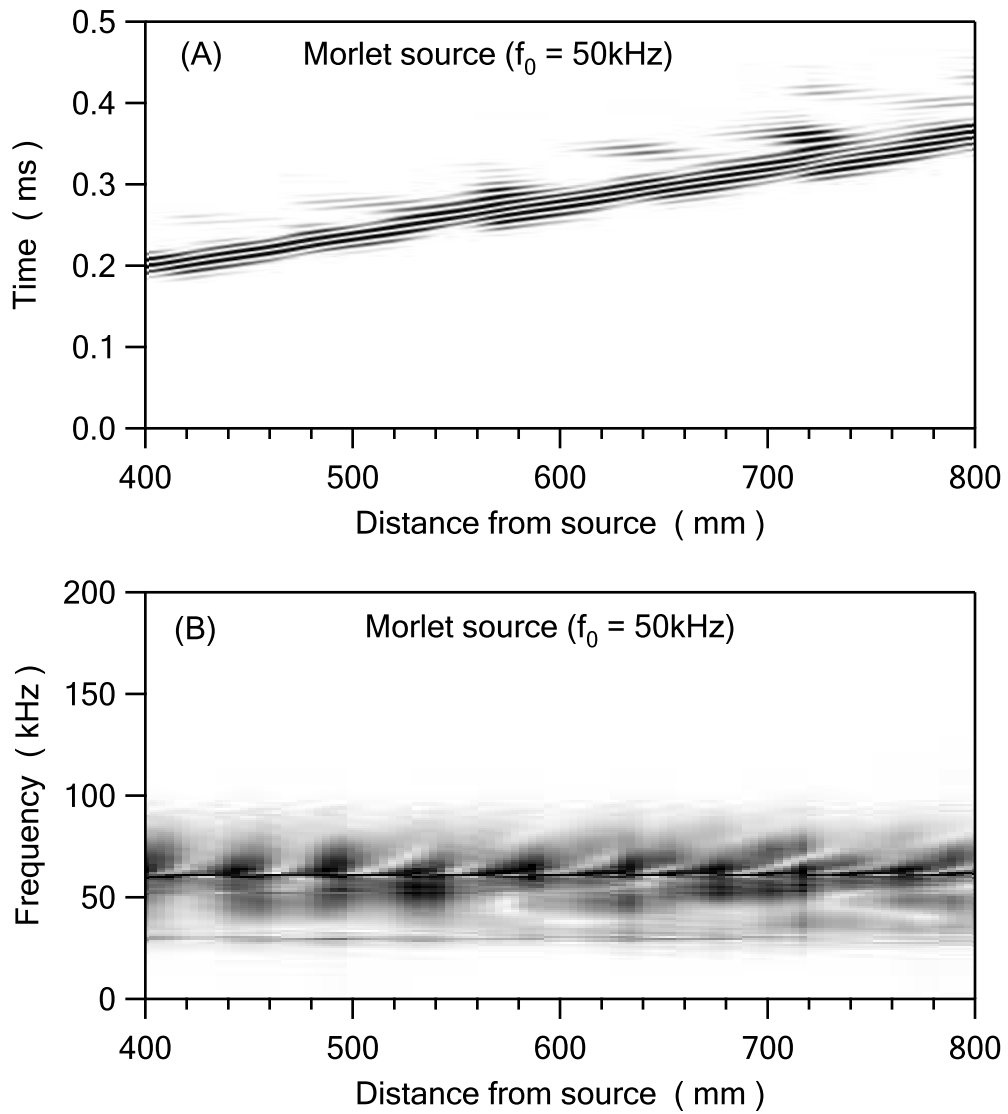 0.5
(A) Morlet source (f₀ = 50kHz)
0.4
0.3
0.2
0.1
0.0
Time ( ms )
400 500 600 700 800
Distance from source ( mm )
200
(B) Morlet source (f₀ = 50kHz)
150
100
50
0
Frequency ( kHz )
400 500 600 700 800
Distance from source ( mm )